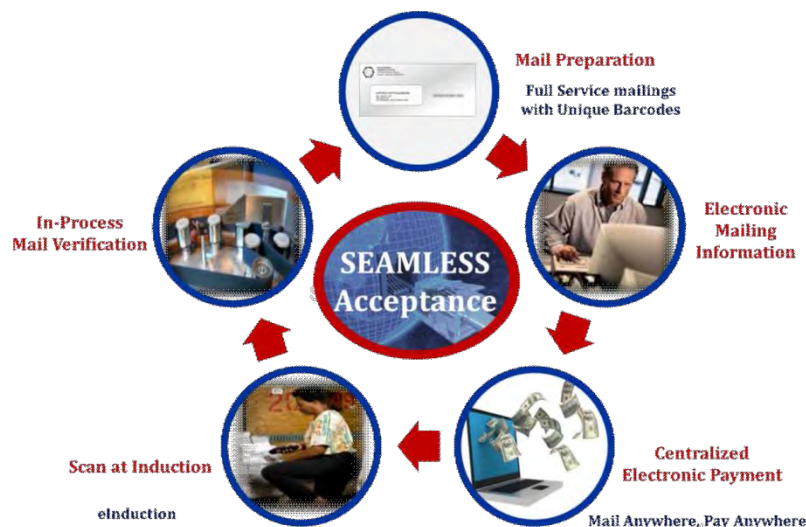 Mail Preparation
Full Service mailings
with Unique Barcodes
Electronic
Mailing
Information
In-Process
Mail Verification
SEAMLESS
Acceptance
Scan at Induction
eInduction
Centralized
Electronic Payment
Mail Anywhere, Pay Anywhere